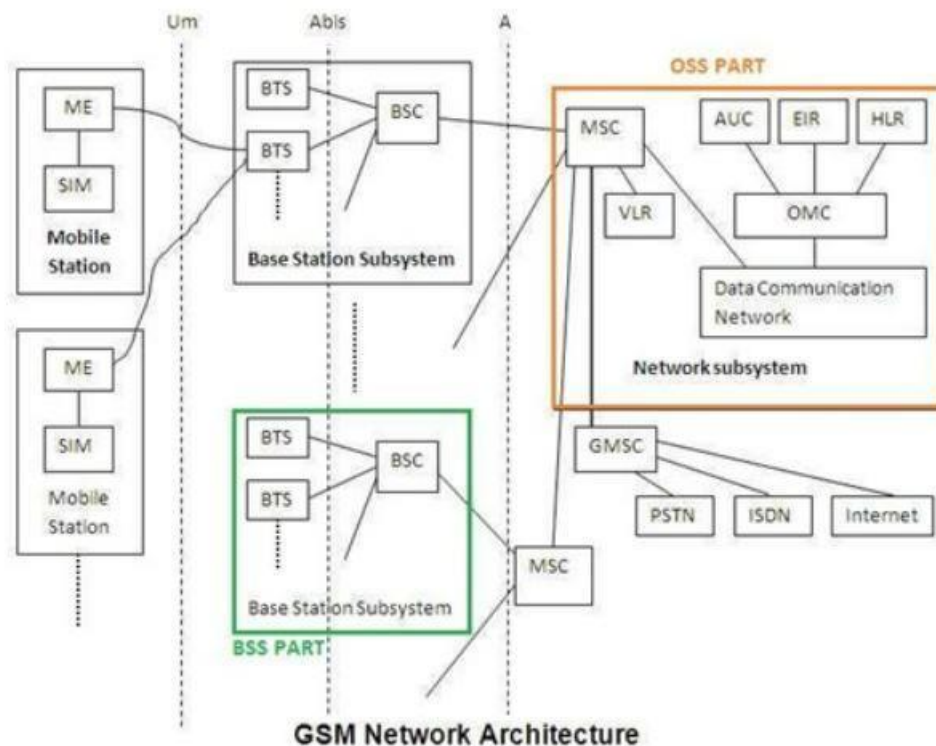 Um
Abis
A
OSS PART
ME
SIM
Mobile
Station
BTS
BTS
BSC
Base Station Subsystem
MSC
VLR
AUC
EIR
HLR
OMC
Data Communication
Network
Network subsystem
ME
SIM
Mobile
Station
BTS
BTS
BSC
Base Station Subsystem
BSS PART
MSC
GMSC
PSTN
ISDN
Internet
GSM Network Architecture